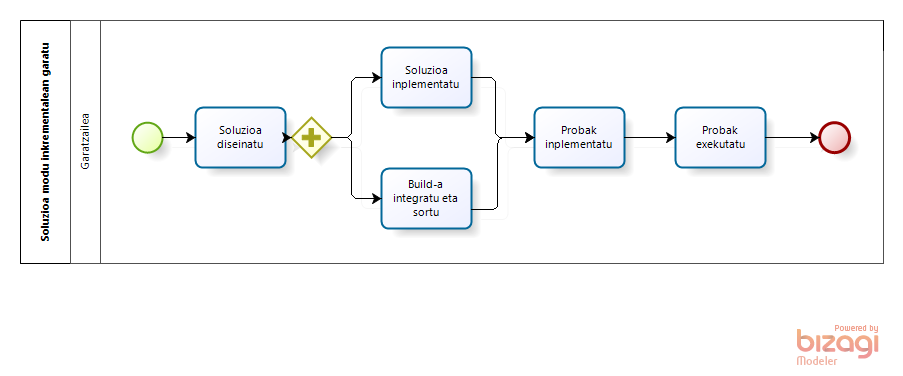 Soluzioa modu inkrementalean garatu
Garatzailea
Soluzioa
diseinatu
Soluzioa
inplementatu
Build-a
integratu eta
sortu
Probak
inplementatu
Probak
exekutatu
Powered by
bizagi
Modeler